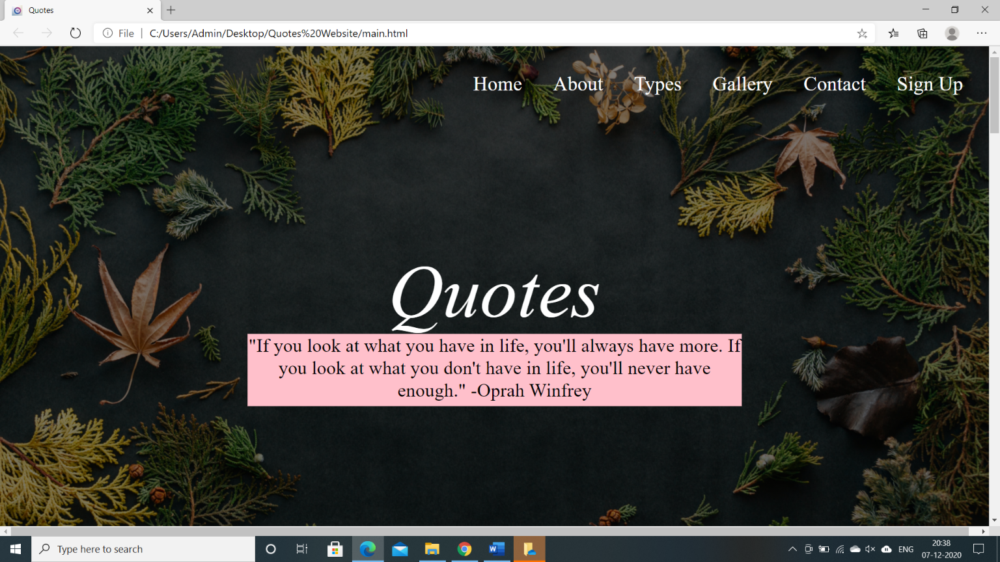 Quotes
File | C:/Users/Admin/Desktop/Quotes%20Website/main.html
Home About Types Gallery Contact Sign Up
Quotes
"If you look at what you have in life, you'll always have more. If
you look at what you don't have in life, you'll never have
enough." -Oprah Winfrey
Type here to search
ENG
20:38
07-12-2020